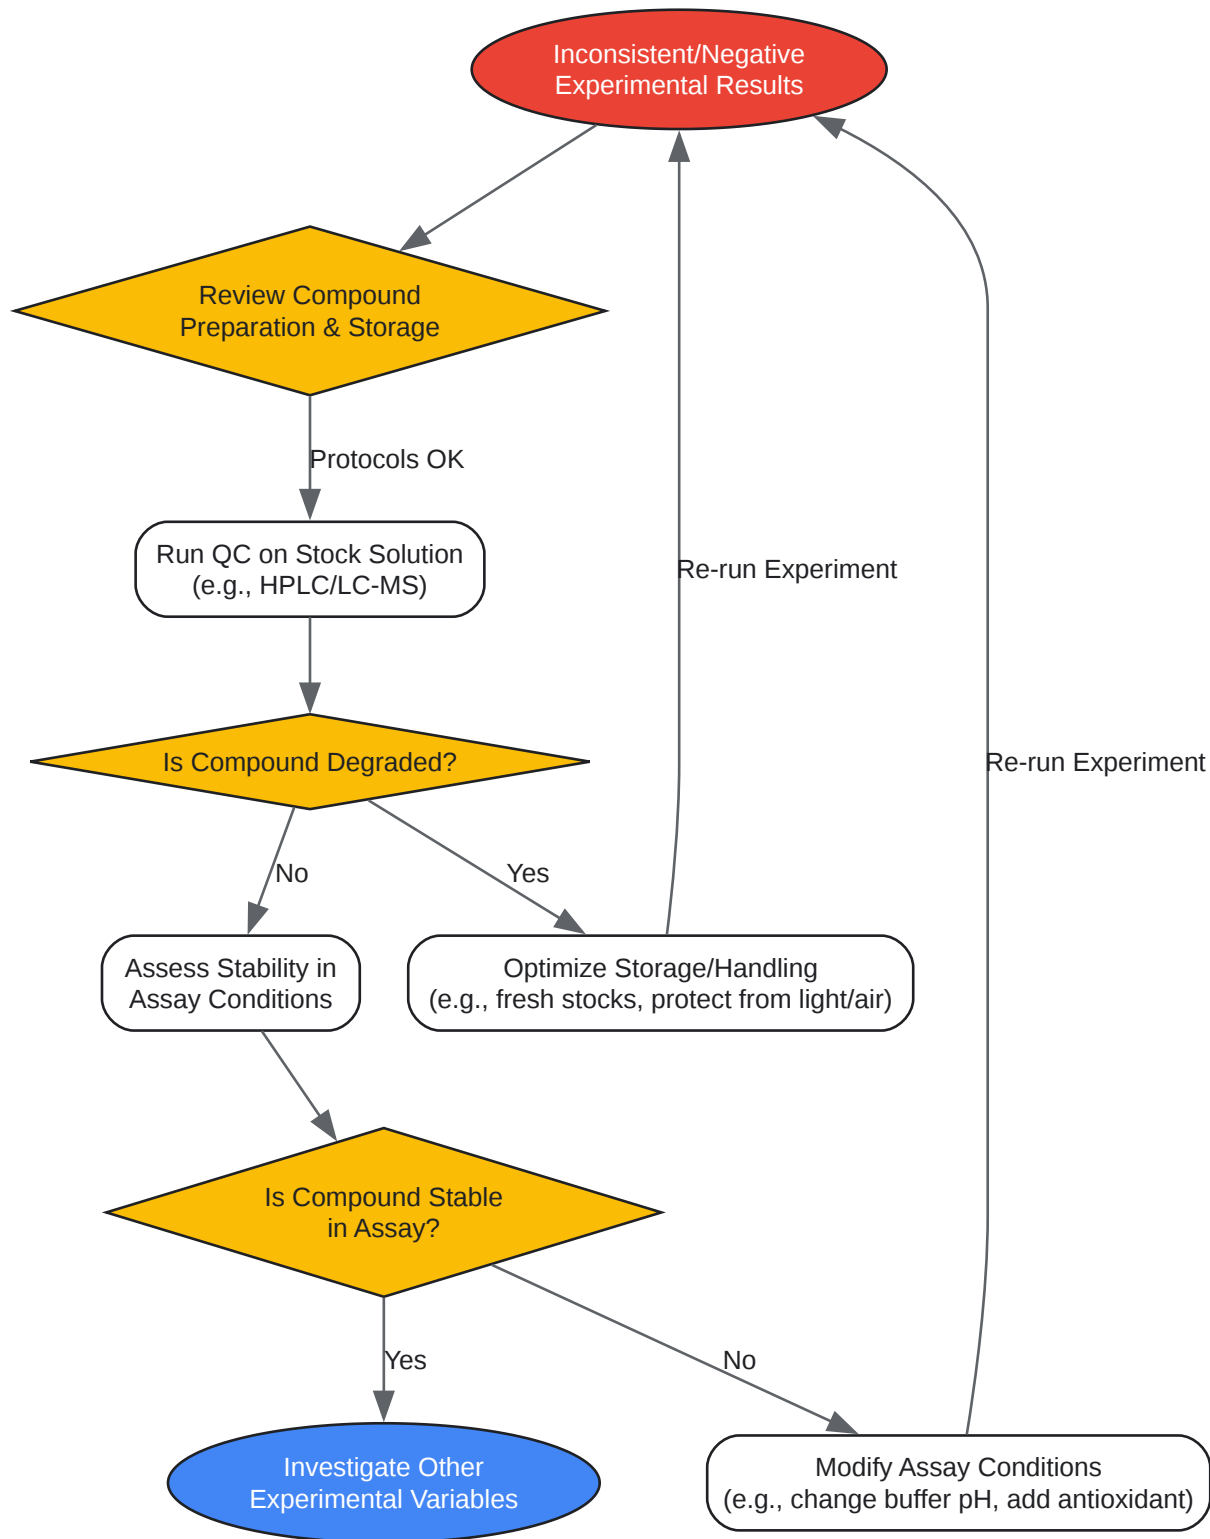 Inconsistent/Negative
Experimental Results
Review Compound
Preparation & Storage
Protocols OK
Run QC on Stock Solution
(e.g., HPLC/LC-MS)
Re-run Experiment
Is Compound Degraded?
Re-run Experiment
No
Yes
Assess Stability in
Assay Conditions
Optimize Storage/Handling
(e.g., fresh stocks, protect from light/air)
Is Compound Stable
in Assay?
Yes
No
Investigate Other
Experimental Variables
Modify Assay Conditions
(e.g., change buffer pH, add antioxidant)